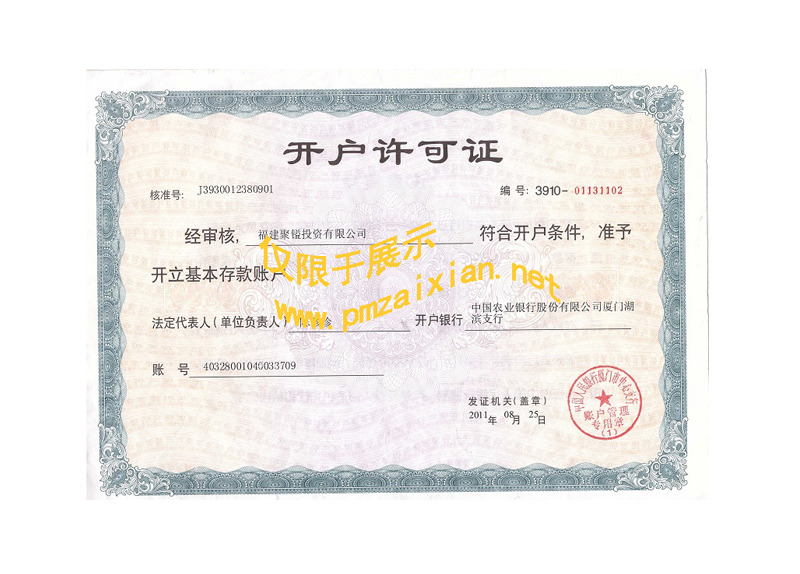 开户许可证
核准号: J3930012380901
编 号: 3910- 01131102
经审核, 福建聚镒投资有限公司 符合开户条件, 准予
开立基本存款账户
仅限于展示
www.pmzaixian.net
法定代表人(单位负责人)
开户银行 中国农业银行股份有限公司厦门湖
滨支行
账 号 40328001040033709
发证机关(盖章)
2011年 08月 25日
中国人民银行厦门市中心支行
账户管理
专用章
(1)